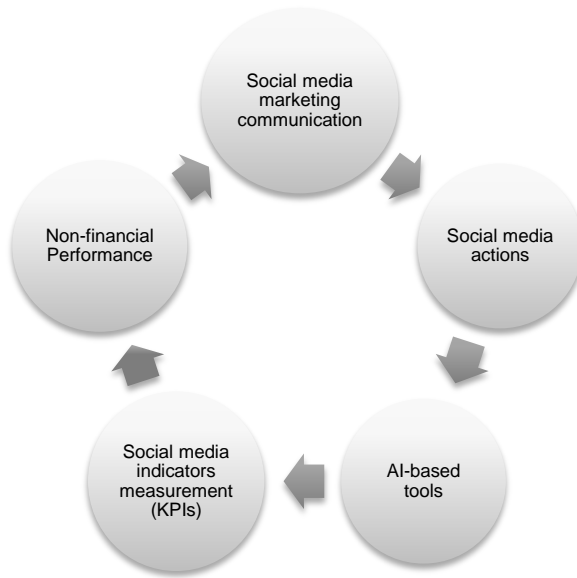 Social media
marketing
communication
Social media
actions
AI-based
tools
Social media
indicators
measurement
(KPIs)
Non-financial
Performance